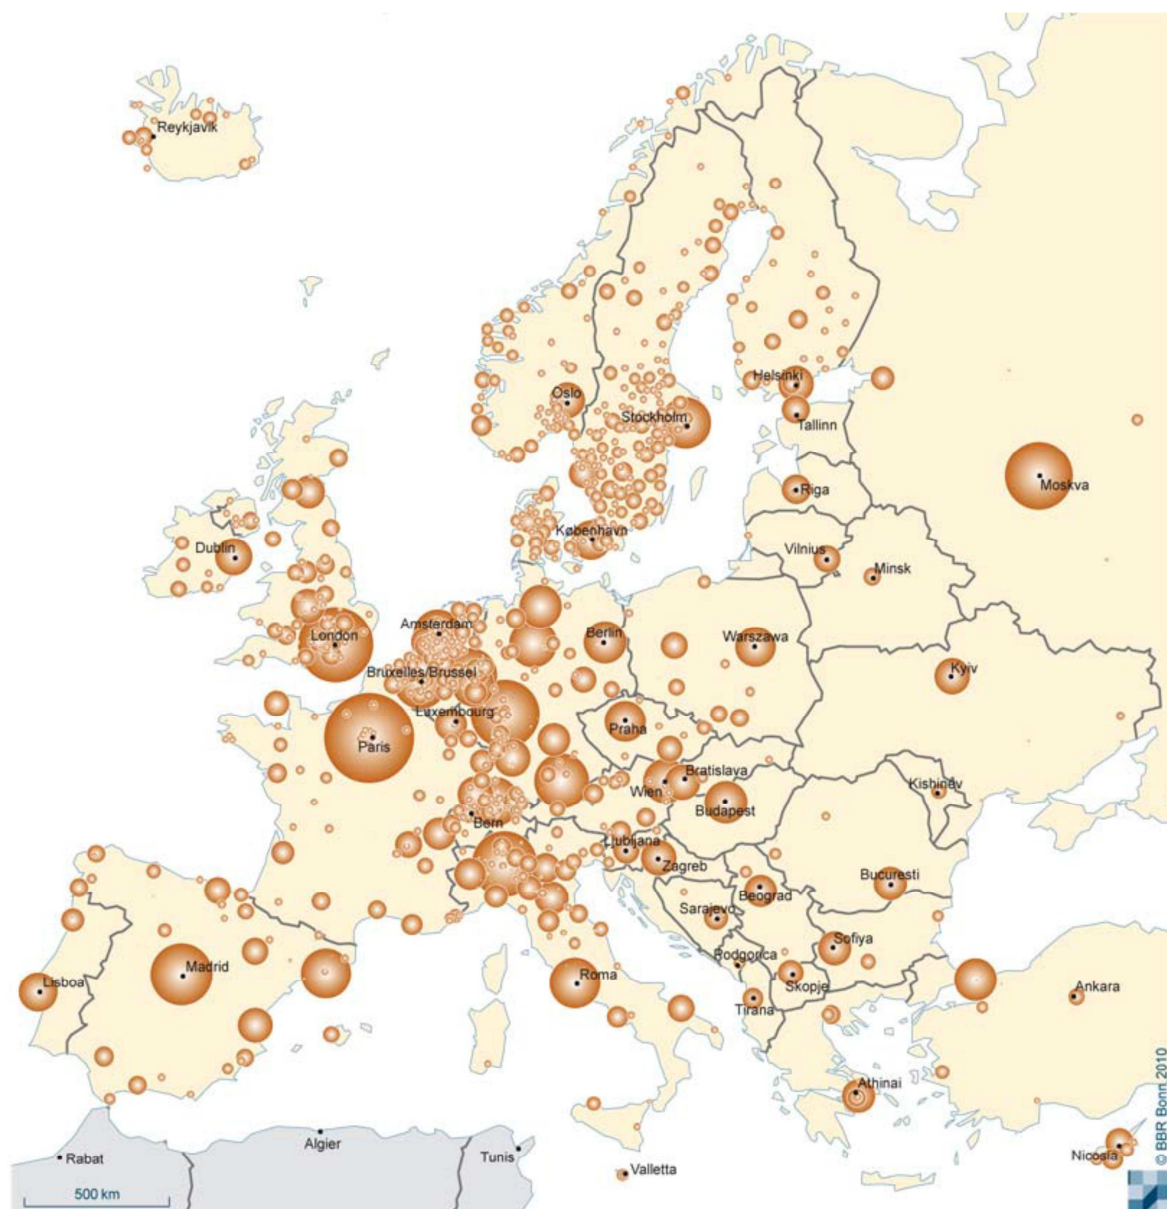 Reykjavik
Helsinki
Oslo
Stockholm
Tallinn
Moskva
Riga
København
Dublin
Vilnius
Minsk
Amsterdam
London
Berlin
Warszawa
Bruxelles/Brussel
Kyiv
Luxembourg
Praha
Paris
Bratislava
Wien
Kishinév
Budapest
Bern
Ljubljana
Zagreb
Bucuresti
Beograd
Sarajevo
Sofiya
Podgorica
Madrid
Roma
Skopje
Lisboa
Ankara
Tirana
Athinai
Algier
Tunis
Rabat
Nicosia
Valletta
500 km
© BBR Bonn 2010